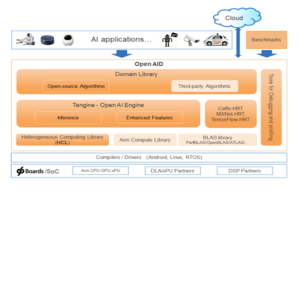 Cloud
AI applications...
Benchmarks
Open AID
Domain Library
Open-source Algorithms
Third-party Algorithms
Tengine - Open AI Engine
Inference
Enhanced Features
Caffe-HRT
MXNet-HRT
TensorFlow-HRT
Tools for Debugging and profiling
Heterogeneous Computing Library
(HCL)
Arm Compute Library
BLAS library
PerfBLAS/OpenBLAS/ATLAS/...
Compilers / Drivers (Android, Linux, RTOS)
96Boards /SoC
Arm CPU,GPU,xPU
DLA/xPU Partners
DSP Partners